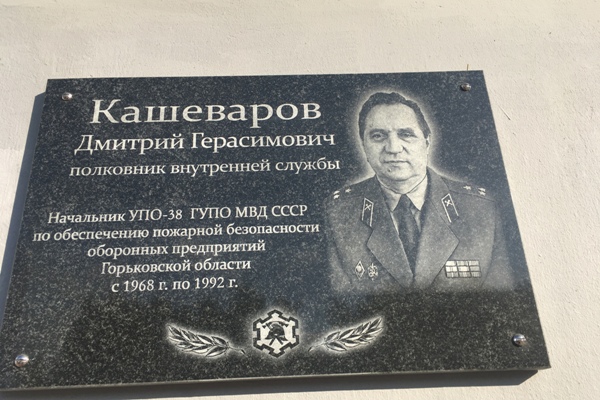 Кашеваров
Дмитрий Герасимович
полковник внутренней службы
Начальник УПО-38 ГУПО МВД СССР
по обеспечению пожарной безопасности
оборонных предприятий
Горьковской области
с 1968 г. по 1992 г.